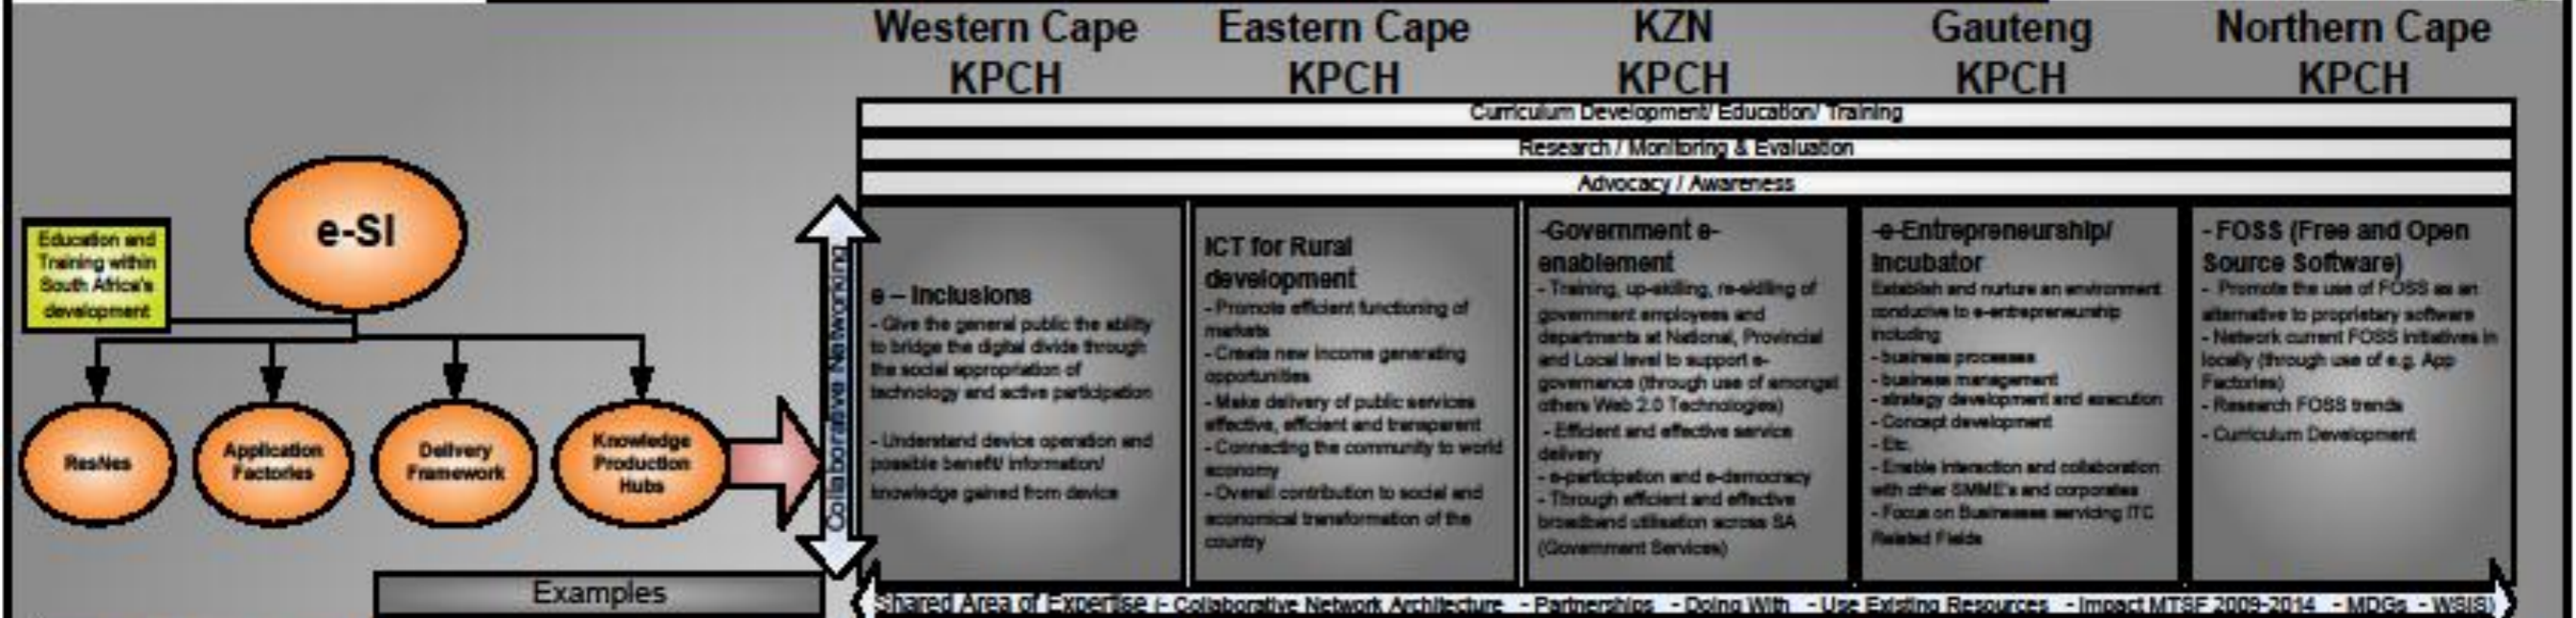 Western Cape
KPCH
Eastern Cape
KPCH
KZN
KPCH
Gauteng
KPCH
Northern Cape
KPCH
Curriculum Development/ Education/ Training
Research / Monitoring & Evaluation
Advocacy / Awareness
e-SI
Education and
Training within
South Africa's
development
ResNes
Application
Factories
Delivery
Framework
Knowledge
Production
Hubs
Collaborative Networking
e – Inclusions
- Give the general public the ability
to bridge the digital divide through
the social appropriation of
technology and active participation
- Understand device operation and
possible benefit/ information/
knowledge gained from device
ICT for Rural
development
- Promote efficient functioning of
markets
- Create new income generating
opportunities
- Make delivery of public services
effective, efficient and transparent
- Connecting the community to world
economy
- Overall contribution to social and
economical transformation of the
country
-Government e-
enablement
- Training, up-skilling, re-skilling of
government employees and
departments at National, Provincial
and Local level to support e-
governance (through use of amongst
others Web 2.0 Technologies)
- Efficient and effective service
delivery
- e-participation and e-democracy
- Through efficient and effective
broadband utilisation across SA
(Government Services)
-e-Entrepreneurship/
Incubator
Establish and nurture an environment
conducive to e-entrepreneurship
including
- business processes
- business management
- strategy development and execution
- Concept development
- Etc.
- Enable interaction and collaboration
with other SMME's and corporates
- Focus on Businesses servicing ITC
Related Fields
- FOSS (Free and Open
Source Software)
- Promote the use of FOSS as an
alternative to proprietary software
- Network current FOSS initiatives in
locally (through use of e.g. App
Factories)
- Research FOSS trends
- Curriculum Development
Examples
Shared Area of Expertise (- Collaborative Network Architecture - Partnerships - Doing With - Use Existing Resources - Impact MTSF 2009-2014 - MDGs - WSIS)